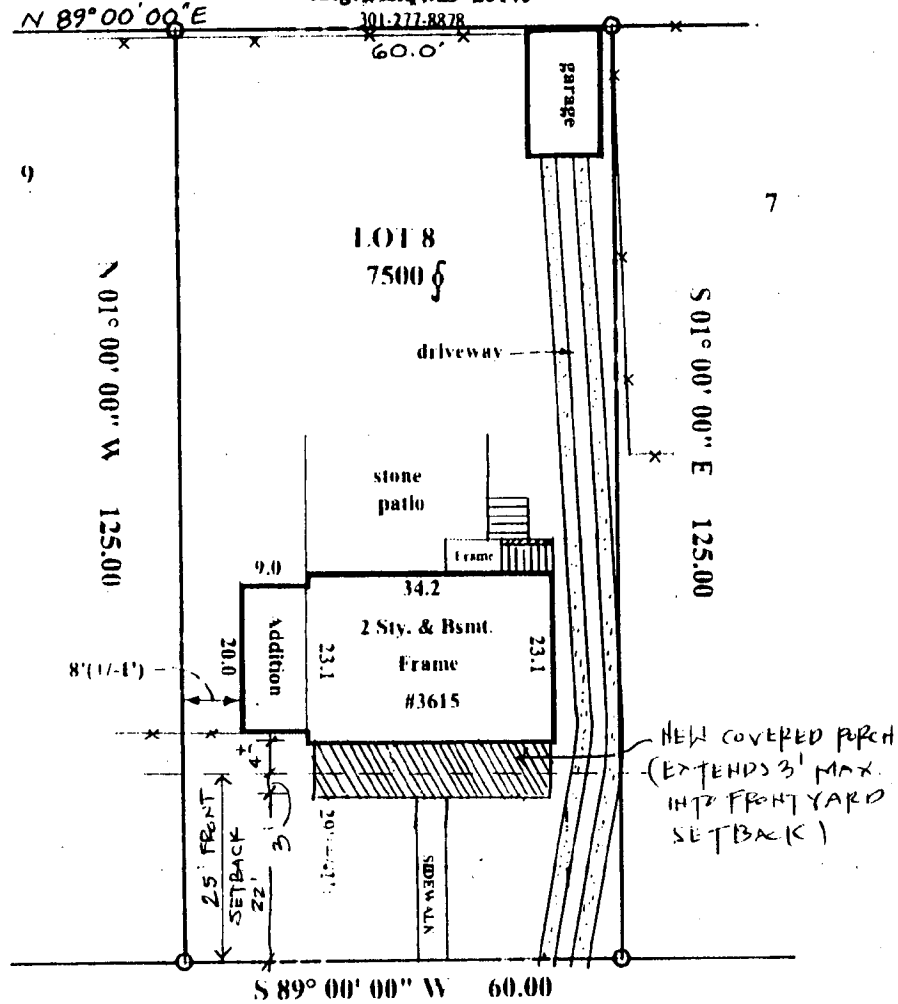 301-277-8828
N 89°00'00"E
60.0'
garage
9
7
LOT 8
7500
N 01° 00' 00" W 125.00
S 01° 00' 00" E 125.00
driveway
stone
patio
Frame
9.0
34.2
Addition
20.0
23.1
2 Sty. & Bsmt.
Frame
#3615
23.1
8'(+/-1')
NEW COVERED PORCH
(EXTENDS 3' MAX.
INTO FRONT YARD
SETBACK)
4'
3'
25' FRONT
SETBACK
22'
SIDEWALK
S 89° 00' 00" W 60.00